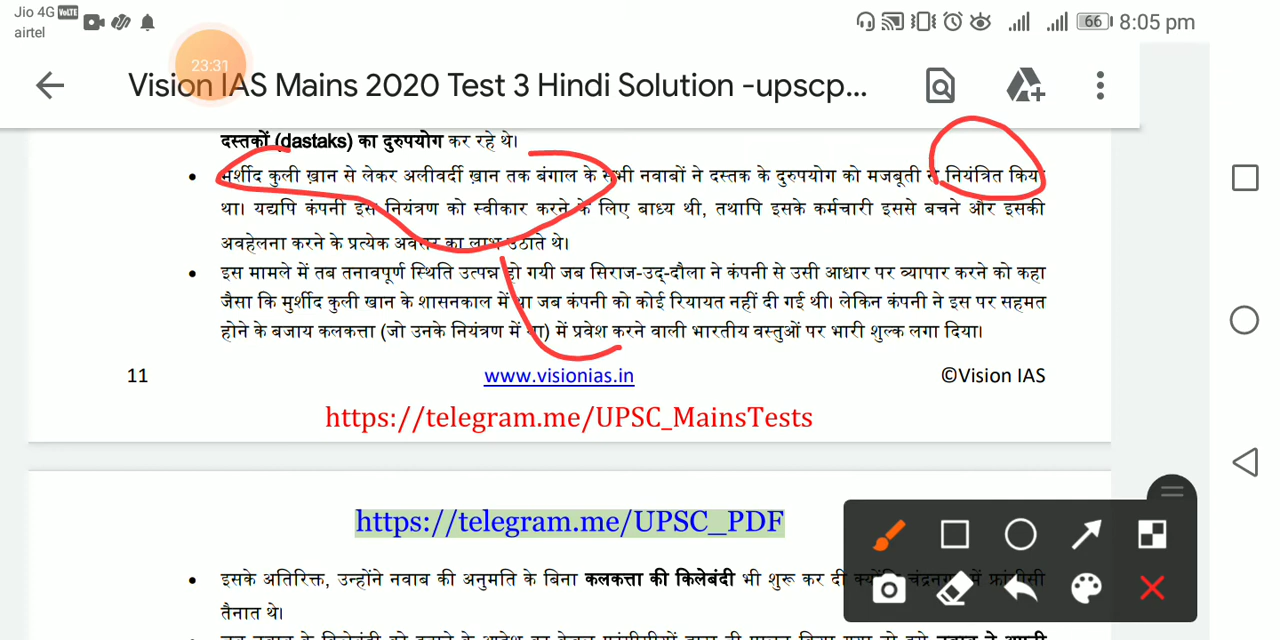 Jio 4G VoLTE
airtel
66 8:05 pm
23:31
Vision IAS Mains 2020 Test 3 Hindi Solution -upscp...
दस्तकों (dastaks) का दुरुपयोग कर रहे थे।
• मुर्शीद कुली ख़ान से लेकर अलीवर्दी ख़ान तक बंगाल के सभी नवाबों ने दस्तक के दुरुपयोग को मजबूती से नियंत्रित किया
था। यद्यपि कंपनी इस नियंत्रण को स्वीकार करने के लिए बाध्य थी, तथापि इसके कर्मचारी इससे बचने और इसकी
अवहेलना करने के प्रत्येक अवसर का लाभ उठाते थे।
• इस मामले में तब तनावपूर्ण स्थिति उत्पन्न हो गयी जब सिराज-उद्-दौला ने कंपनी से उसी आधार पर व्यापार करने को कहा
जैसा कि मुर्शीद कुली खान के शासनकाल में था जब कंपनी को कोई रियायत नहीं दी गई थी। लेकिन कंपनी ने इस पर सहमत
होने के बजाय कलकत्ता (जो उनके नियंत्रण में था) में प्रवेश करने वाली भारतीय वस्तुओं पर भारी शुल्क लगा दिया।
11 www.visionias.in ©Vision IAS
https://telegram.me/UPSC_MainsTests
https://telegram.me/UPSC_PDF
• इसके अतिरिक्त, उन्होंने नवाब की अनुमति के बिना कलकत्ता की किलेबंदी भी शुरू कर दी क्योंकि चंद्रनगर में फ्रांसीसी
तैनात थे।